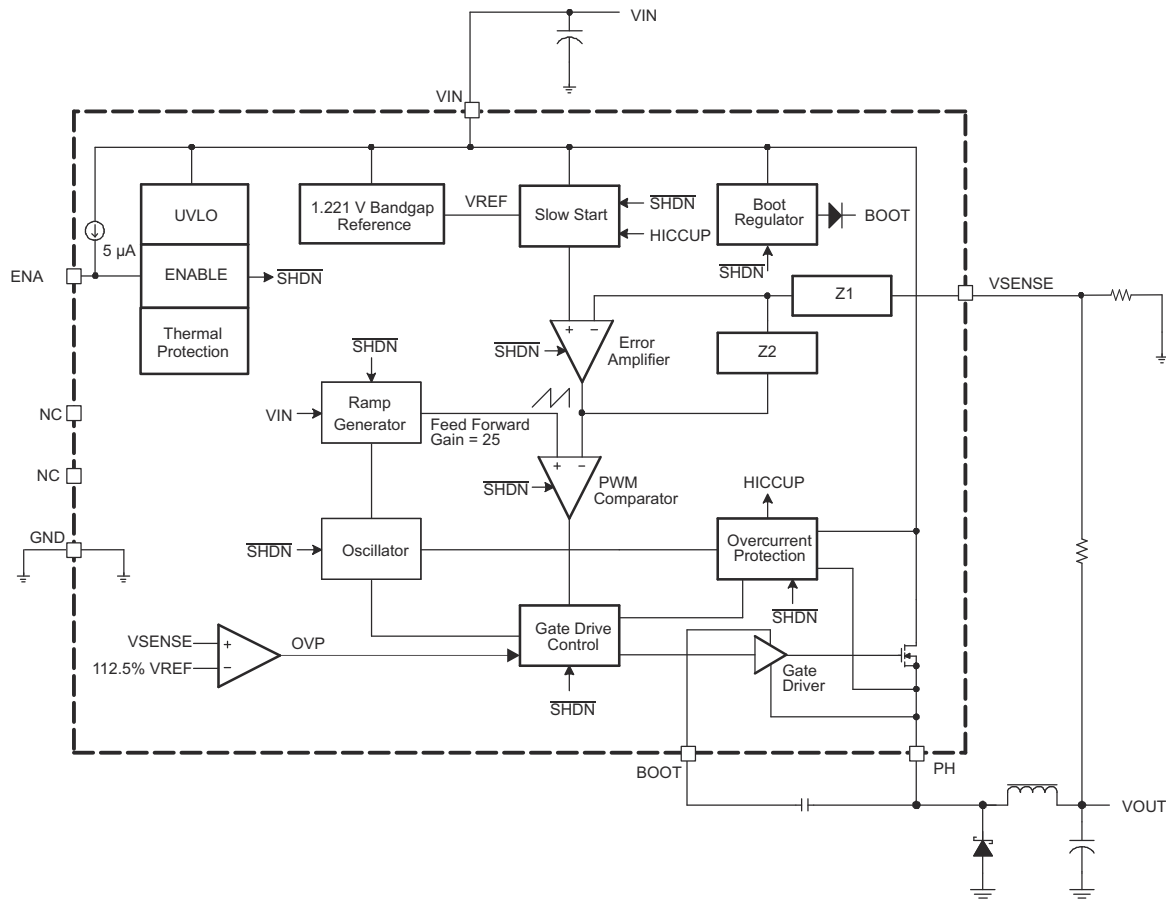 VIN
VIN
UVLO
1.221 V Bandgap
Reference
VREF
Slow Start
SHDN
HICCUP
Boot
Regulator
BOOT
SHDN
5 µA
ENA
ENABLE
SHDN
Thermal
Protection
Z1
VSENSE
Z2
+
−
Error
Amplifier
SHDN
SHDN
VIN
Ramp
Generator
Feed Forward
Gain = 25
NC
NC
+
−
SHDN
PWM
Comparator
HICCUP
GND
SHDN
Oscillator
Overcurrent
Protection
SHDN
VSENSE
+
OVP
112.5% VREF
−
Gate Drive
Control
SHDN
Gate
Driver
BOOT
PH
VOUT